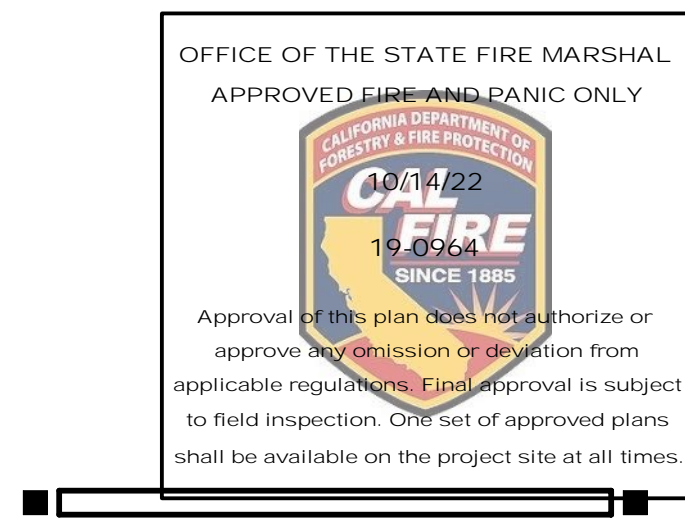 OFFICE OF THE STATE FIRE MARSHAL
APPROVED FIRE AND PANIC ONLY
CALIFORNIA DEPARTMENT OF
FORESTRY & FIRE PROTECTION
10/14/22
CAL
19-0964
FIRE
SINCE 1885
Approval of this plan does not authorize or
approve any omission or deviation from
applicable regulations. Final approval is subject
to field inspection. One set of approved plans
shall be available on the project site at all times.